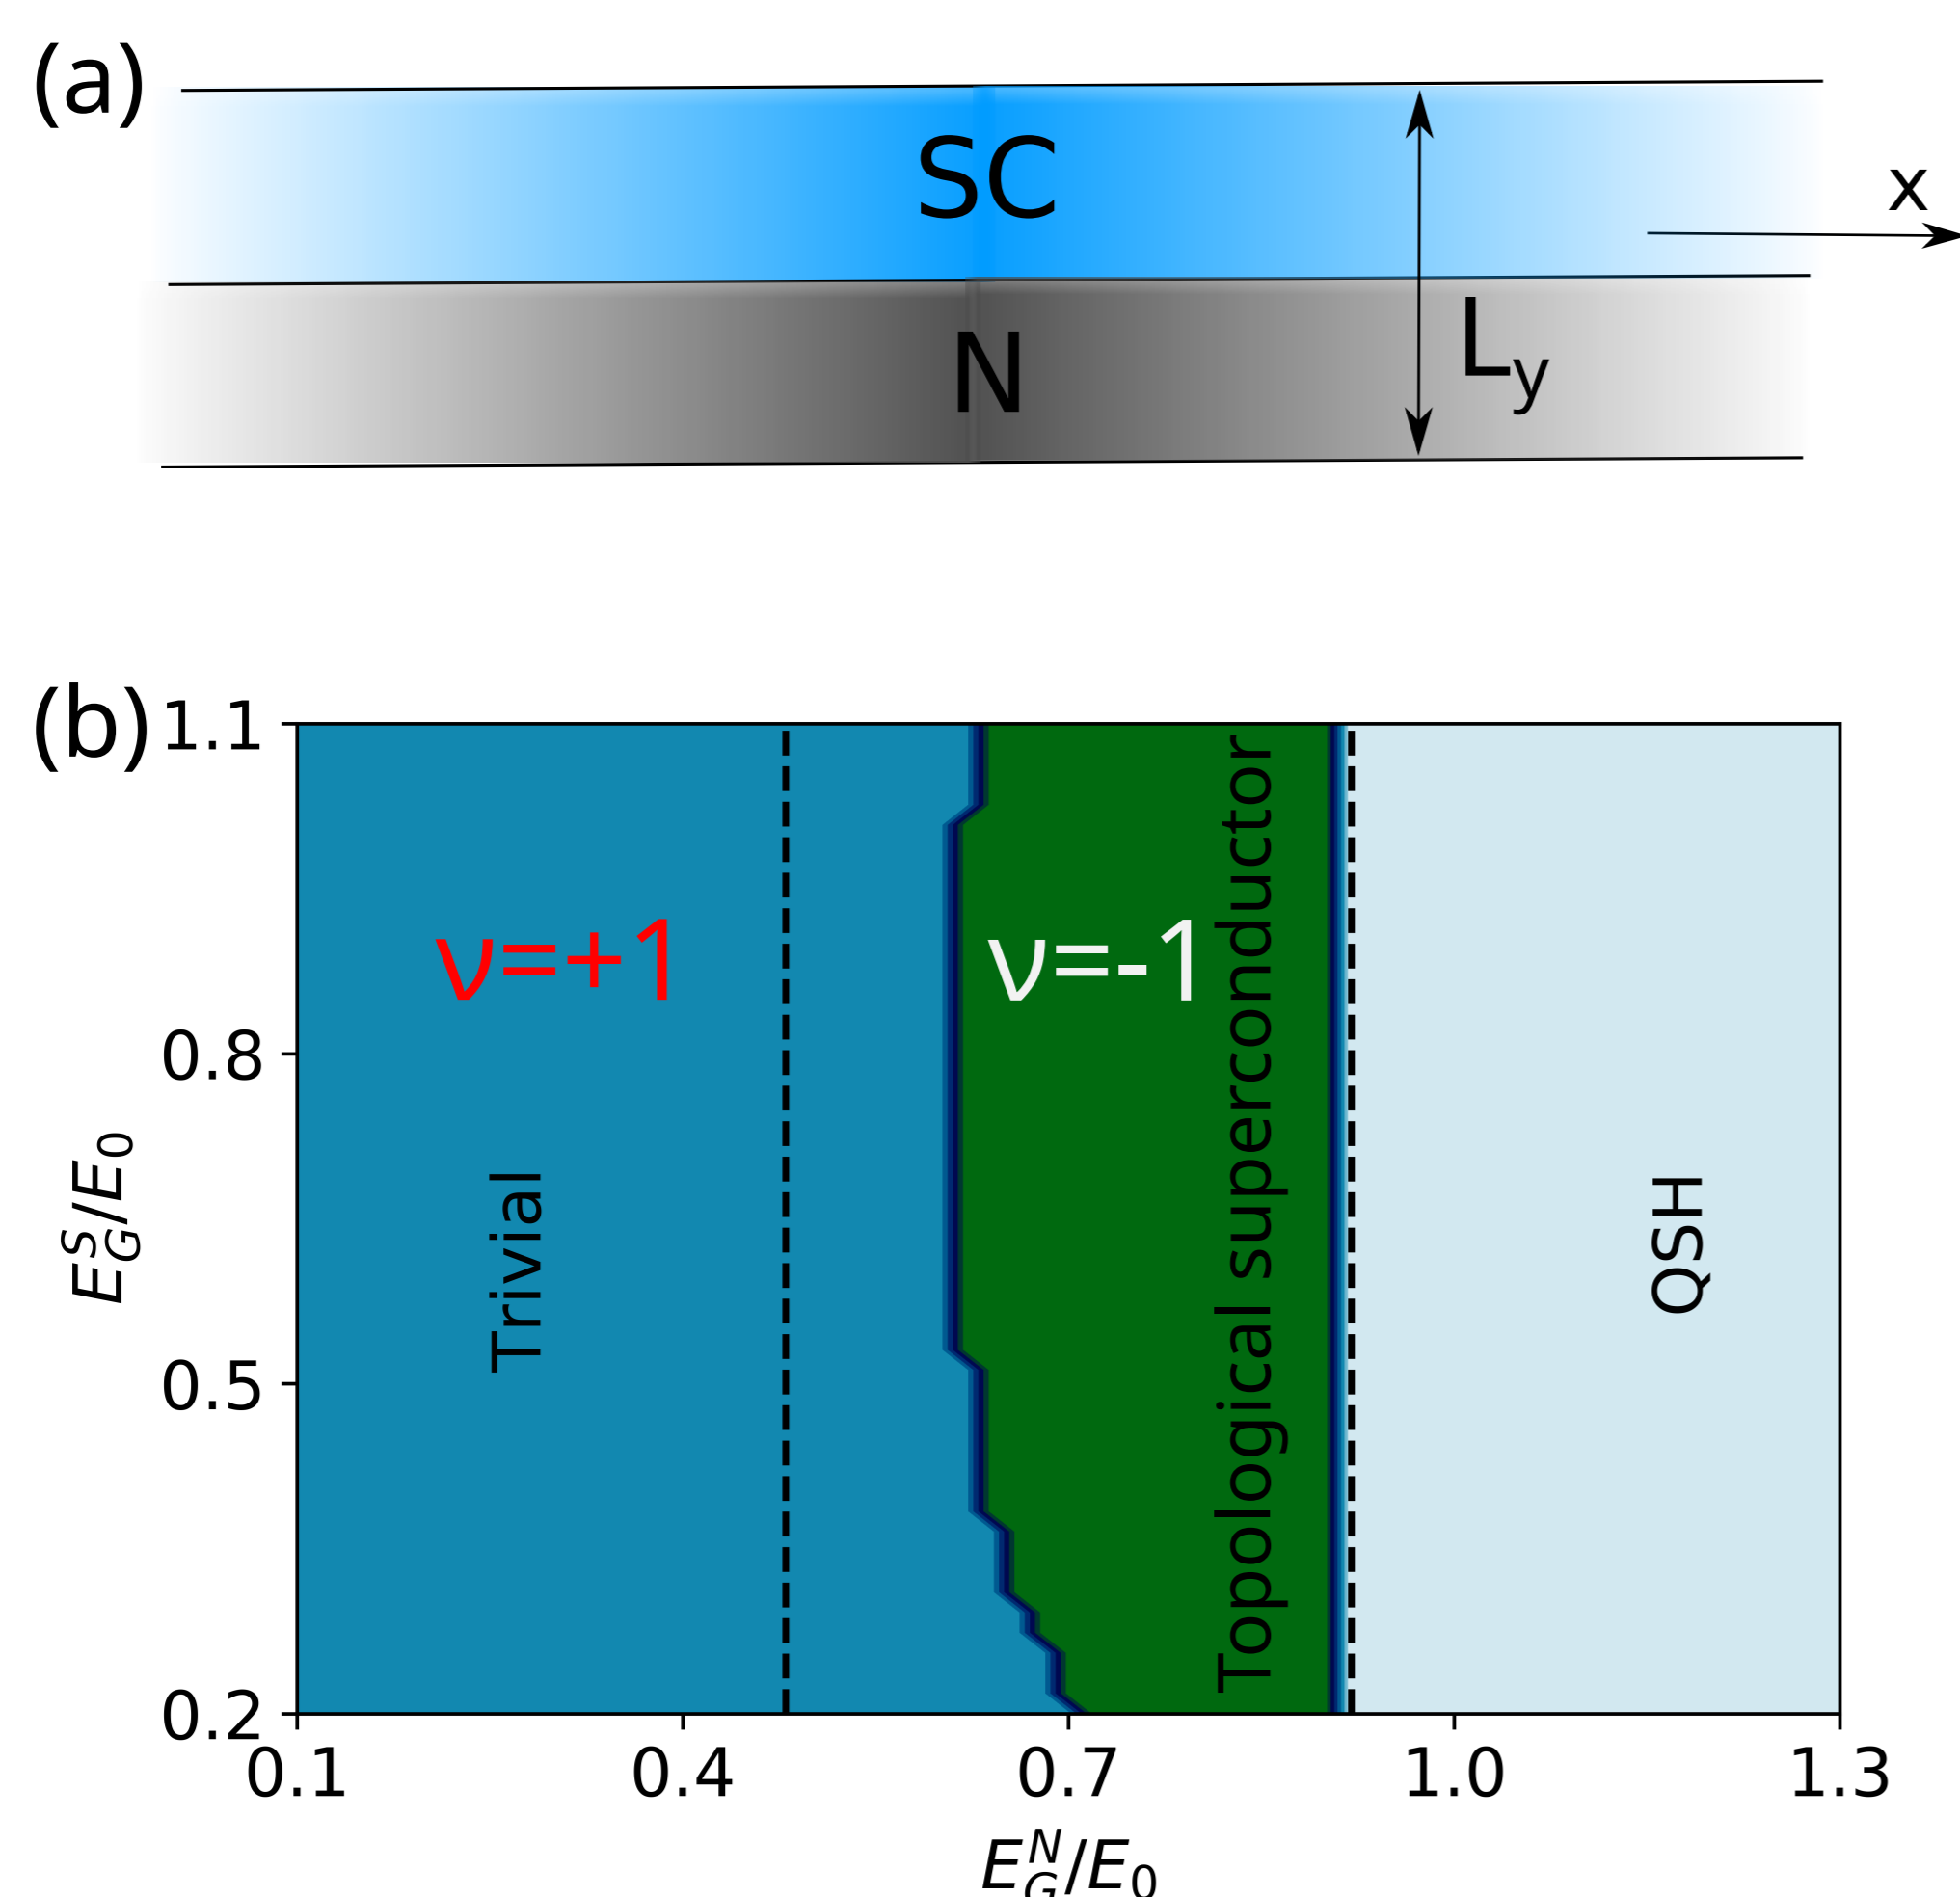 (a)
SC
x
N
Ly
(b)
1.1
ν=+1
ν=-1
0.8
Trivial
Topological superconductor
QSH
E_G^S/E_0
0.5
0.2
0.1 0.4 0.7 1.0 1.3
E_G^N/E_0